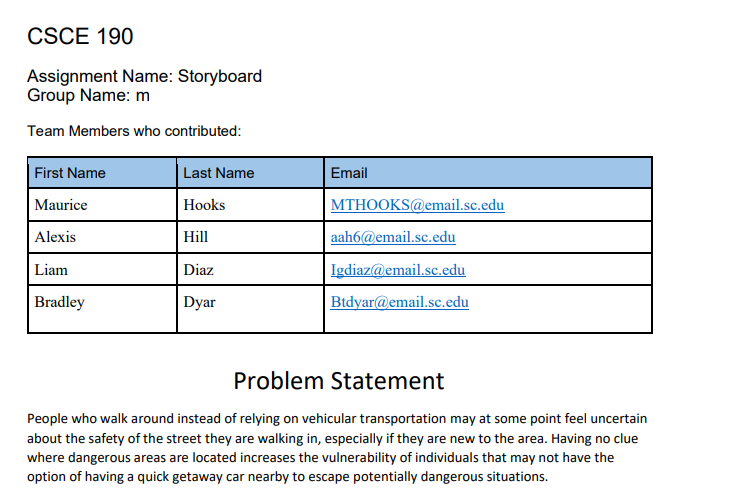 CSCE 190
Assignment Name: Storyboard
Group Name: m
Team Members who contributed:
First Name Last Name Email
Maurice Hooks MTHOOKS@email.sc.edu
Alexis Hill aah6@email.sc.edu
Liam Diaz Igdiaz@email.sc.edu
Bradley Dyar Btdyar@email.sc.edu
Problem Statement
People who walk around instead of relying on vehicular transportation may at some point feel uncertain
about the safety of the street they are walking in, especially if they are new to the area. Having no clue
where dangerous areas are located increases the vulnerability of individuals that may not have the
option of having a quick getaway car nearby to escape potentially dangerous situations.